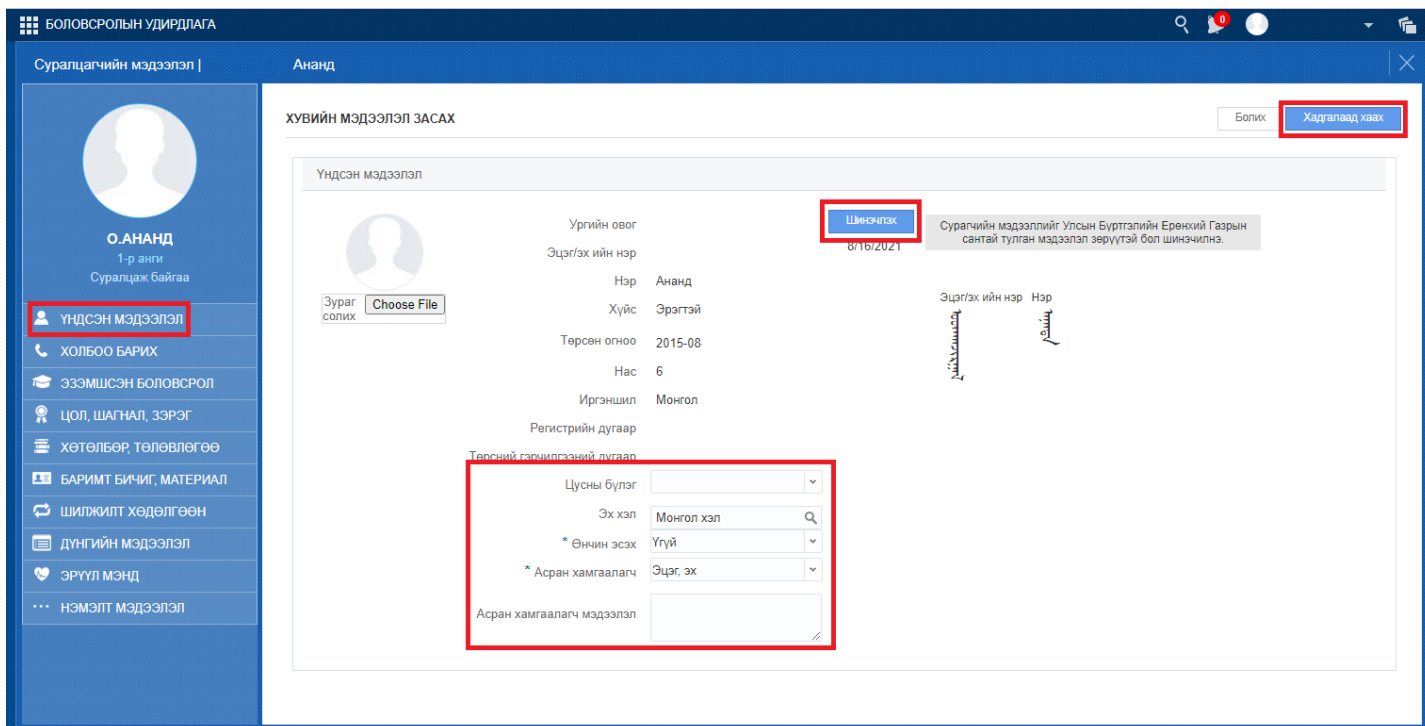 БОЛОВСРОЛЫН УДИРДЛАГА
0
Суралцагчийн мэдээлэл |
Ананд
О.АНАНД
1-р анги
Суралцаж байгаа
ҮНДСЭН МЭДЭЭЛЭЛ
ХОЛБОО БАРИХ
ЭЗЭМШСЭН БОЛОВСРОЛ
ЦОЛ, ШАГНАЛ, ЗЭРЭГ
ХӨТӨЛБӨР, ТӨЛӨВЛӨГӨӨ
БАРИМТ БИЧИГ, МАТЕРИАЛ
ШИЛЖИЛТ ХӨДӨЛГӨӨН
ДҮНГИЙН МЭДЭЭЛЭЛ
ЭРҮҮЛ МЭНД
НЭМЭЛТ МЭДЭЭЛЭЛ
ХУВИЙН МЭДЭЭЛЭЛ ЗАСАХ
Болих
Хадгалаад хаах
Үндсэн мэдээлэл
Зураг солих
Choose File
Ургийн овог
Эцэг/эх ийн нэр
Нэр Ананд
Хүйс Эрэгтэй
Төрсөн огноо 2015-08
Нас 6
Иргэншил Монгол
Регистрийн дугаар
Төрсний гэрчилгээний дугаар
Цусны бүлэг
Эх хэл Монгол хэл
* Өнчин эсэх Үгүй
* Асран хамгаалагч Эцэг, эх
Асран хамгаалагч мэдээлэл
Шинэчлэх
8/16/2021
Сурагчийн мэдээллийг Улсын Бүртгэлийн Ерөнхий Газрын
сантай тулган мэдээлэл зөрүүтэй бол шинэчилнэ.
Эцэг/эх ийн нэр Нэр